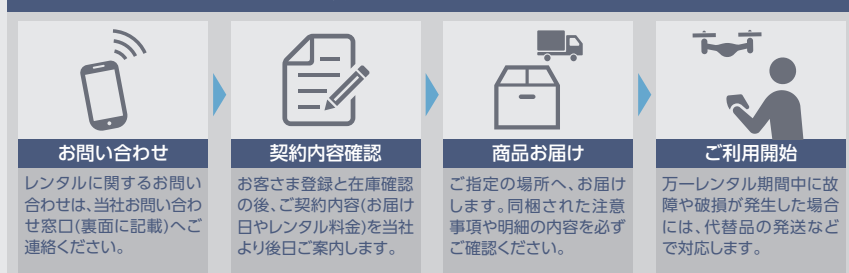 お問い合わせ
レンタルに関するお問い
合わせは、当社お問い合わ
せ窓口(裏面に記載)へご
連絡ください。
契約内容確認
お客さま登録と在庫確認
の後、ご契約内容(お届け
日やレンタル料金)を当社
より後日ご案内します。
商品お届け
ご指定の場所へ、お届け
します。同梱された注意
事項や明細の内容を必ず
ご確認ください。
ご利用開始
万一レンタル期間中に故
障や破損が発生した場合
には、代替品の発送など
で対応します。